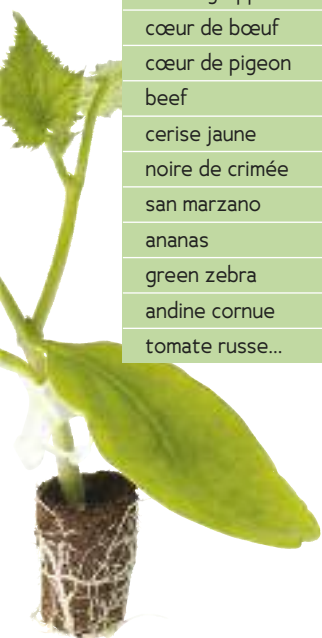 cœur de bœuf
cœur de pigeon
beef
cerise jaune
noire de crimée
san marzano
ananas
green zebra
andine cornue
tomate russe...